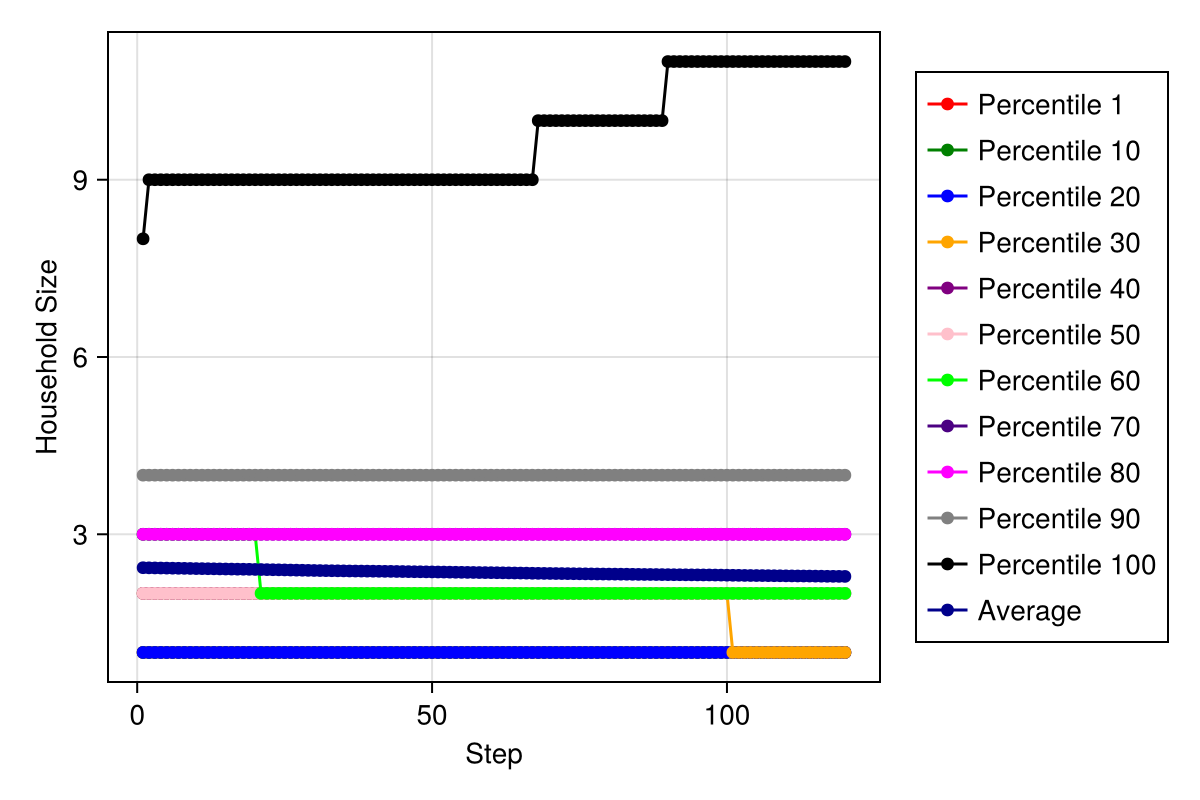 9
6
3
Household Size
0
50
100
Step
Percentile 1
Percentile 10
Percentile 20
Percentile 30
Percentile 40
Percentile 50
Percentile 60
Percentile 70
Percentile 80
Percentile 90
Percentile 100
Average